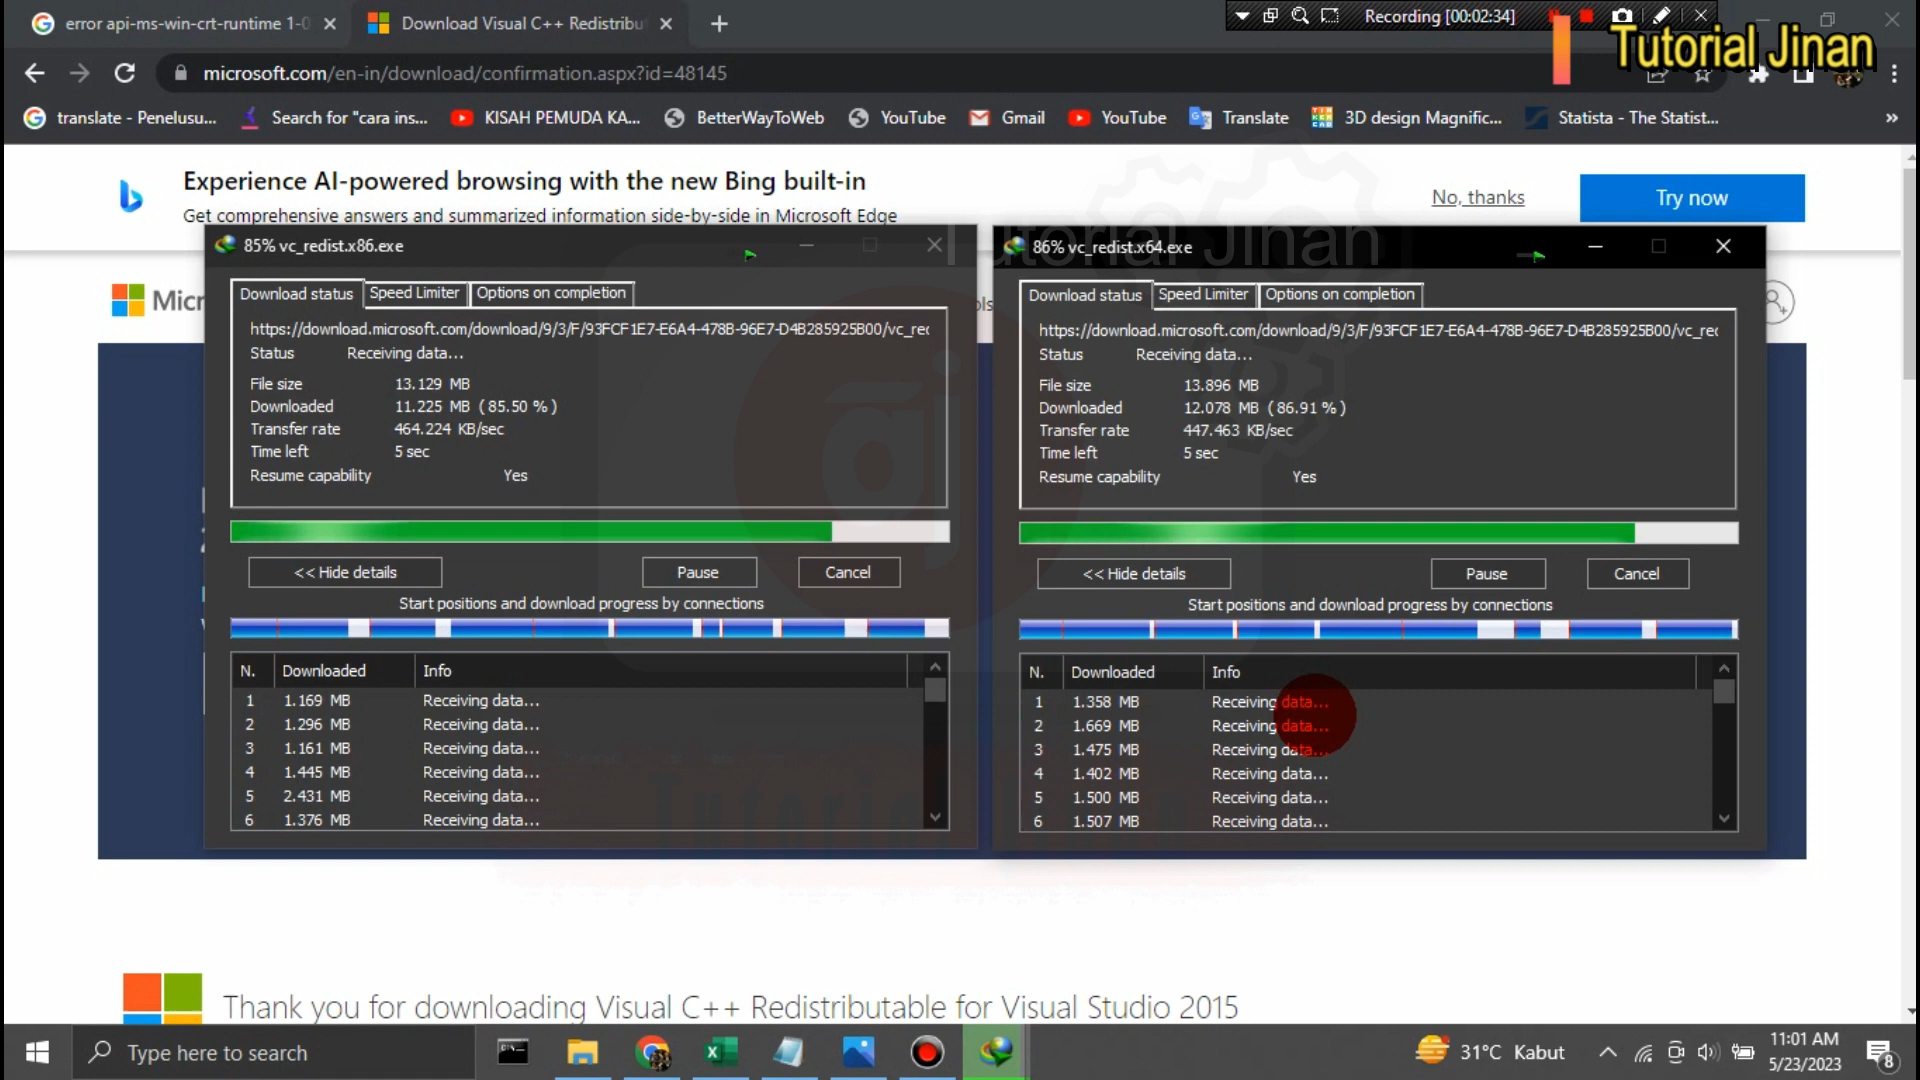 error api-ms-win-crt-runtime 1-0
Download Visual C++ Redistribut
Recording [00:02:34]
Tutorial Jinan
microsoft.com/en-in/download/confirmation.aspx?id=48145
translate - Penelusu...
Search for "cara ins...
KISAH PEMUDA KA...
BetterWayToWeb
YouTube
Gmail
YouTube
Translate
3D design Magnific...
Statista - The Statist...
»
Experience AI-powered browsing with the new Bing built-in
Get comprehensive answers and summarized information side-by-side in Microsoft Edge
No, thanks
Try now
Tutorial Jinan
Micr
85% vc_redist.x86.exe
Download status
Speed Limiter
Options on completion
https://download.microsoft.com/download/9/3/F/93FCF1E7-E6A4-478B-96E7-D4B285925B00/vc_rec
Status Receiving data...
File size 13.129 MB
Downloaded 11.225 MB ( 85.50 % )
Transfer rate 464.224 KB/sec
Time left 5 sec
Resume capability Yes
<< Hide details
Pause
Cancel
Start positions and download progress by connections
N. Downloaded Info
1 1.169 MB Receiving data...
2 1.296 MB Receiving data...
3 1.161 MB Receiving data...
4 1.445 MB Receiving data...
5 2.431 MB Receiving data...
6 1.376 MB Receiving data...
86% vc_redist.x64.exe
Download status
Speed Limiter
Options on completion
https://download.microsoft.com/download/9/3/F/93FCF1E7-E6A4-478B-96E7-D4B285925B00/vc_rec
Status Receiving data...
File size 13.896 MB
Downloaded 12.078 MB ( 86.91 % )
Transfer rate 447.463 KB/sec
Time left 5 sec
Resume capability Yes
<< Hide details
Pause
Cancel
Start positions and download progress by connections
N. Downloaded Info
1 1.358 MB Receiving data...
2 1.669 MB Receiving data...
3 1.475 MB Receiving data...
4 1.402 MB Receiving data...
5 1.500 MB Receiving data...
6 1.507 MB Receiving data...
Thank you for downloading Visual C++ Redistributable for Visual Studio 2015
Type here to search
31°C Kabut
11:01 AM
5/23/2023
8